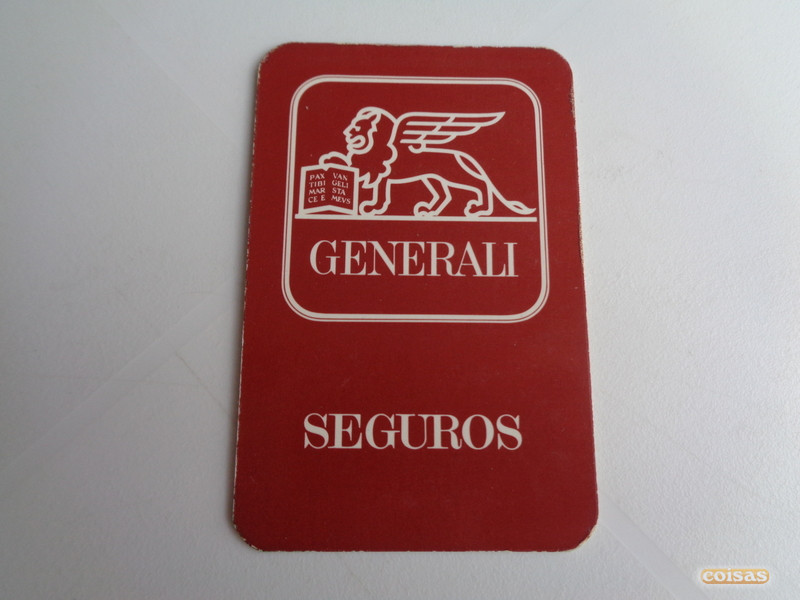 PAX VAN
TIBI GELI
MAR STA
CE E MEVS
GENERALI
SEGUROS
coisas